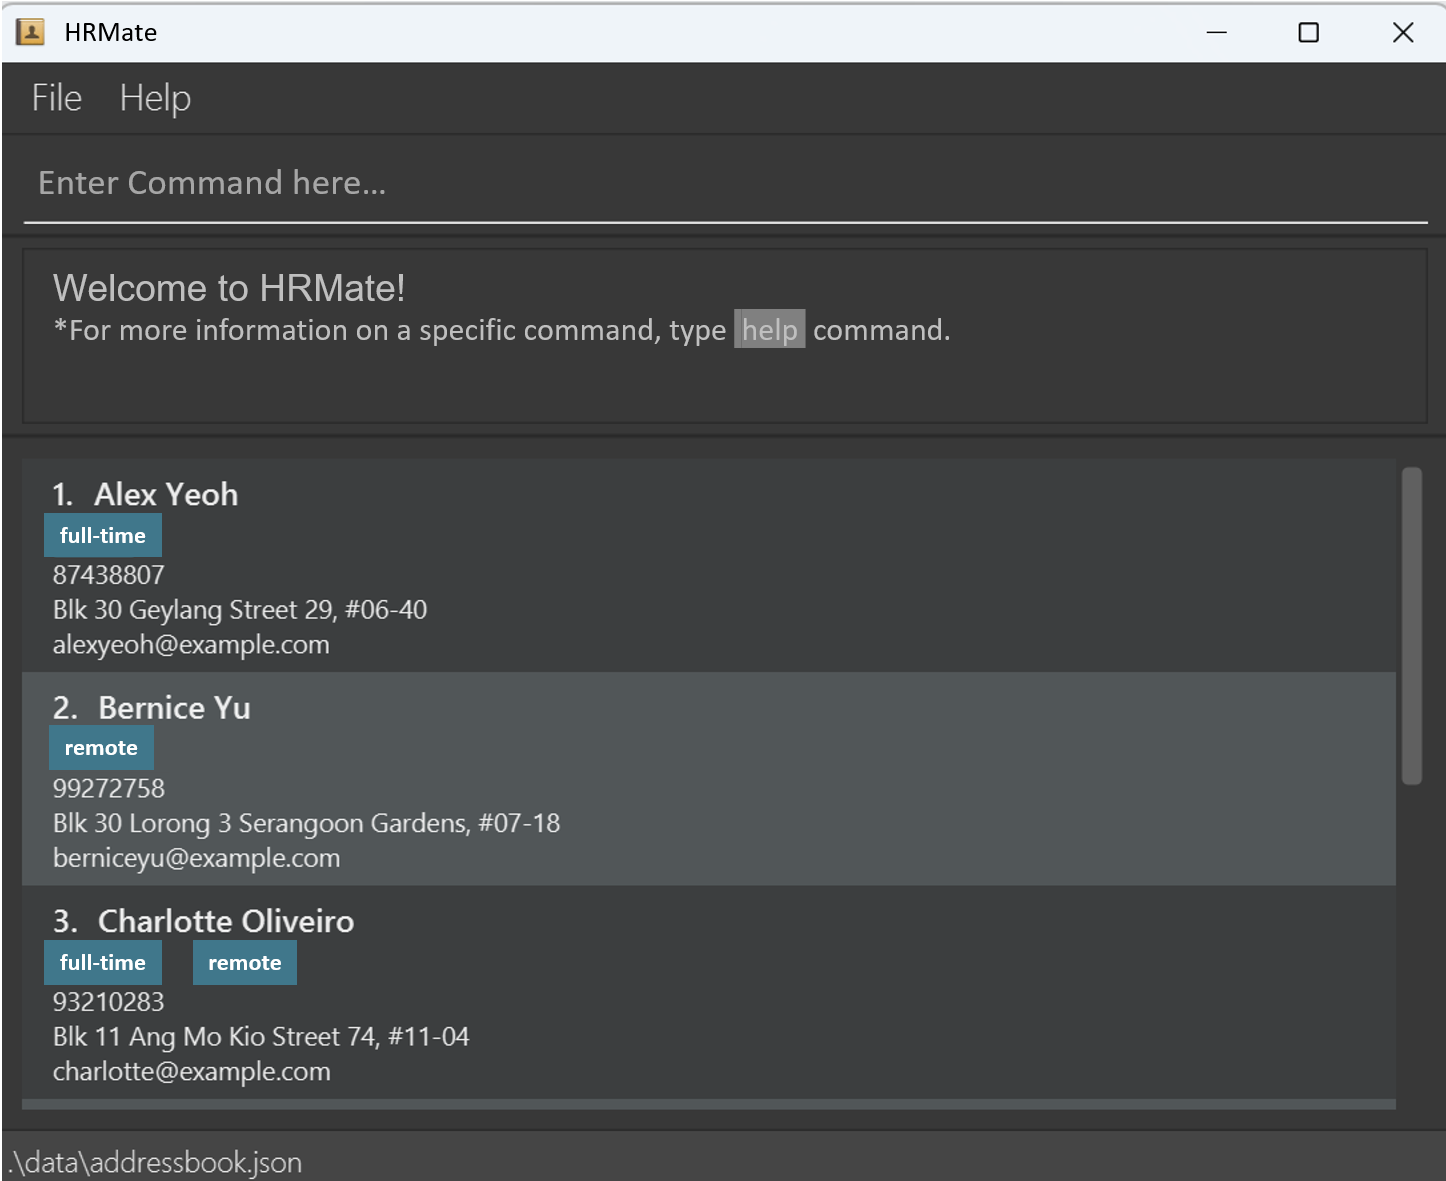 HRMate
File Help
Enter Command here...
Welcome to HRMate!
*For more information on a specific command, type help command.
1. Alex Yeoh
full-time
87438807
Blk 30 Geylang Street 29, #06-40
alexyeoh@example.com
2. Bernice Yu
remote
99272758
Blk 30 Lorong 3 Serangoon Gardens, #07-18
berniceyu@example.com
3. Charlotte Oliveiro
full-time remote
93210283
Blk 11 Ang Mo Kio Street 74, #11-04
charlotte@example.com
.\data\addressbook.json